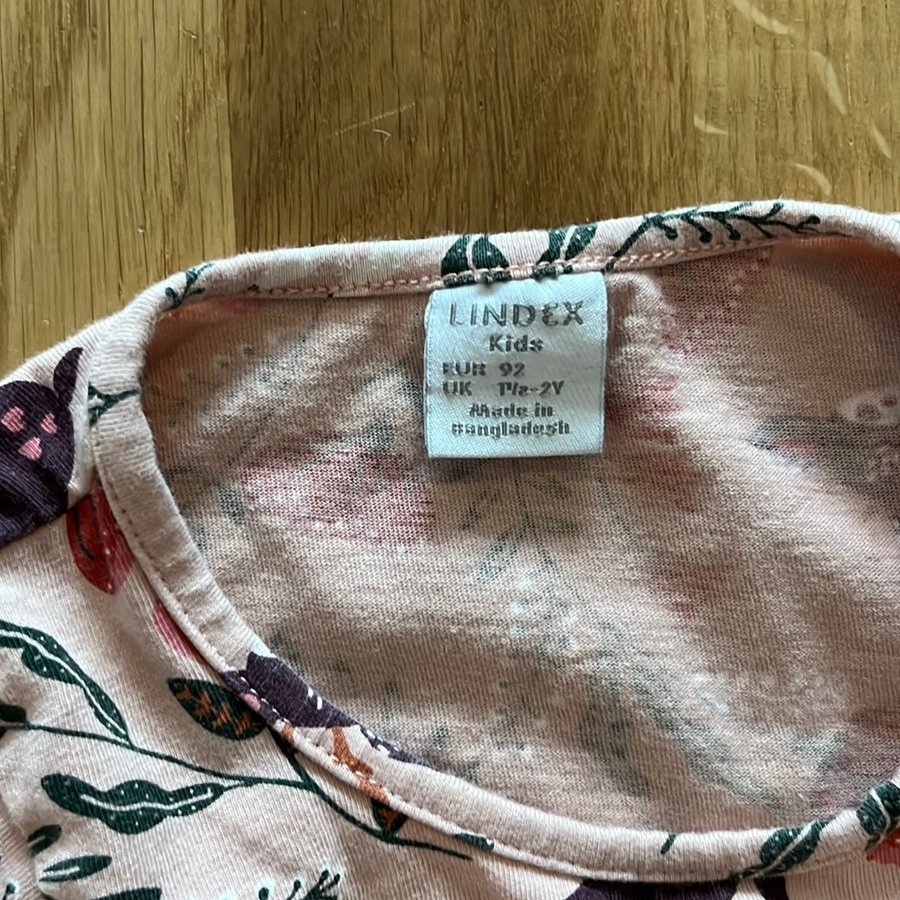 LINDEX
Kids
EUR 92
UK 1½-2Y
Made in
Bangladesh